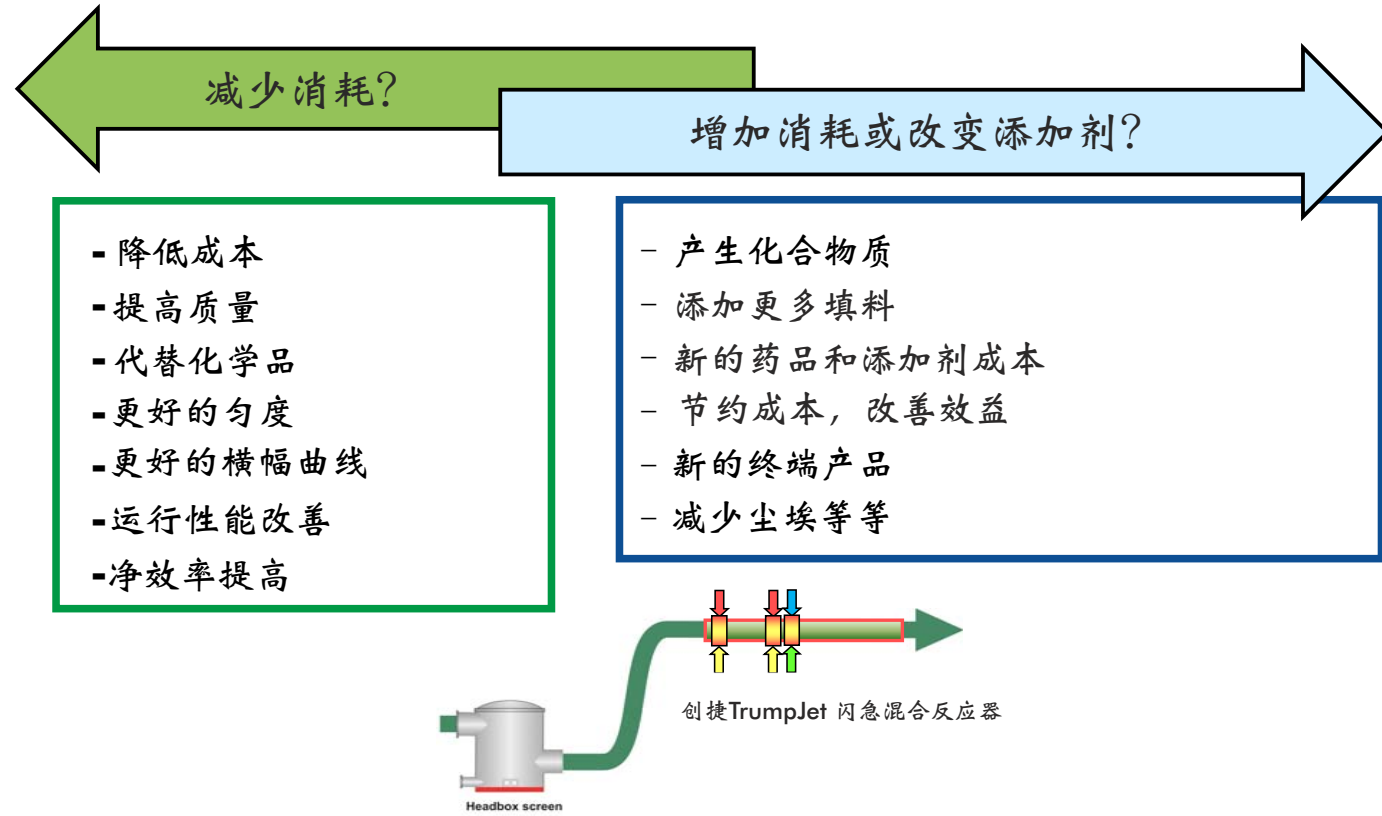 减少消耗?
增加消耗或改变添加剂?
-降低成本
-提高质量
-代替化学品
-更好的匀度
-更好的横幅曲线
-运行性能改善
-净效率提高
- 产生化合物质
- 添加更多填料
- 新的药品和添加剂成本
- 节约成本，改善效益
- 新的终端产品
- 减少尘埃等等
创捷TrumpJet 闪急混合反应器
Headbox screen